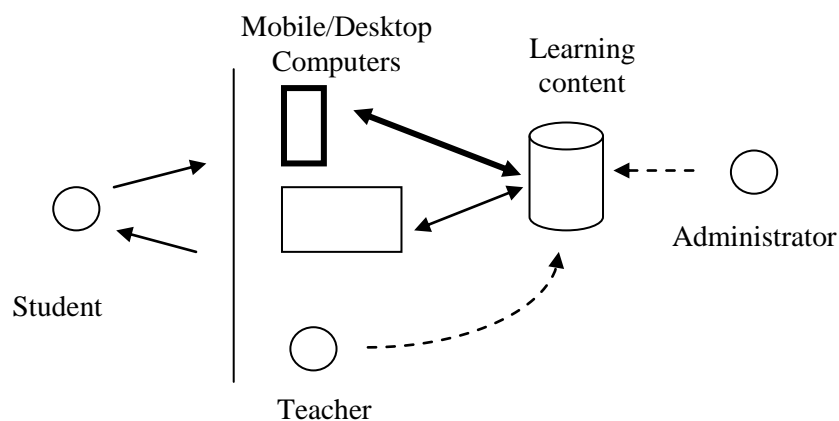 Mobile/Desktop
Computers
Learning
content
Administrator
Student
Teacher